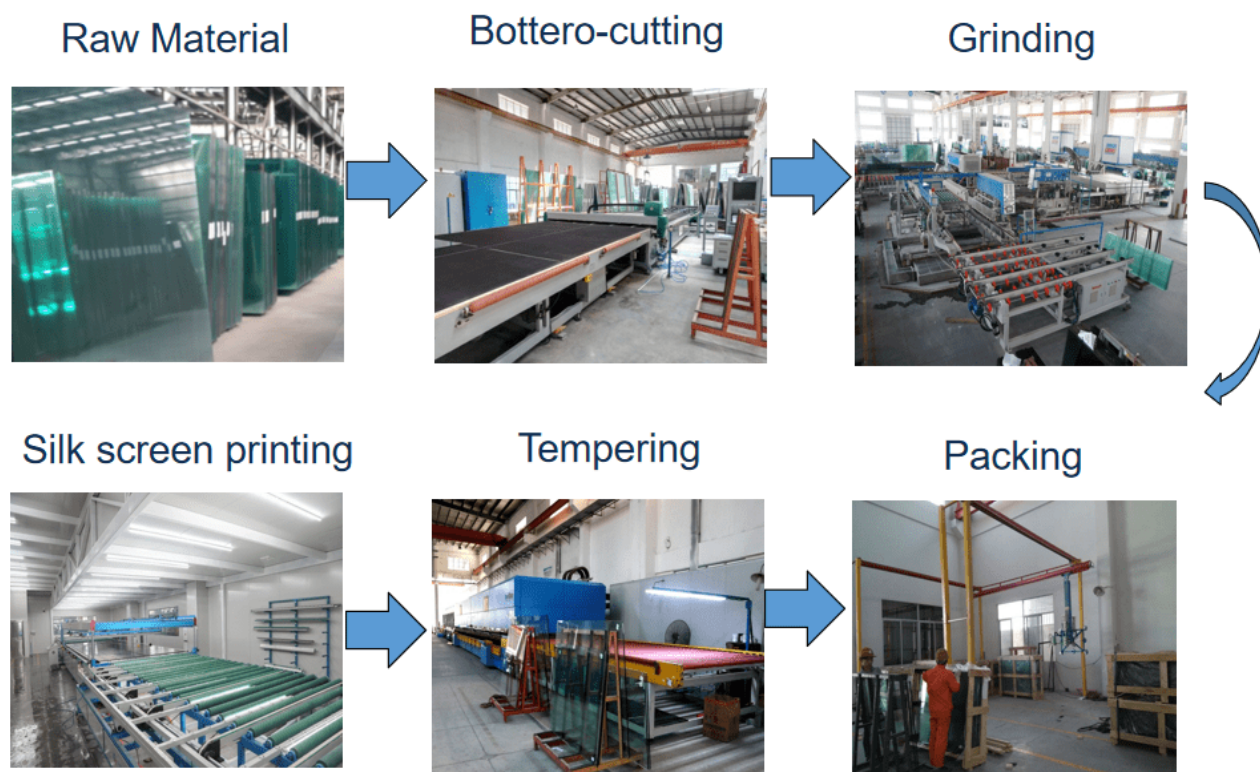 Raw Material
Bottero-cutting
Grinding
Silk screen printing
Tempering
Packing